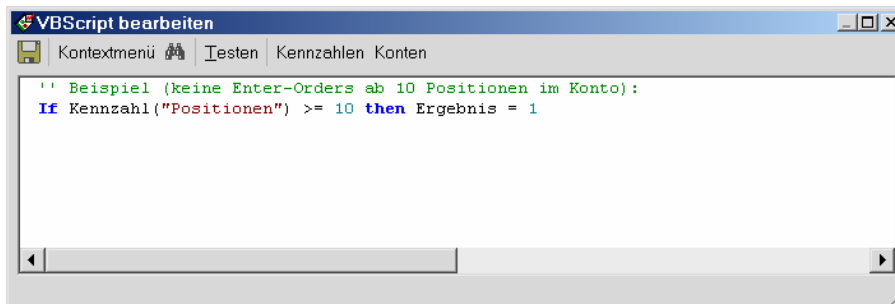 VBScript bearbeiten
Kontextmenü Testen Kennzahlen Konten
'' Beispiel (keine Enter-Orders ab 10 Positionen im Konto):
If Kennzahl("Positionen") >= 10 then Ergebnis = 1